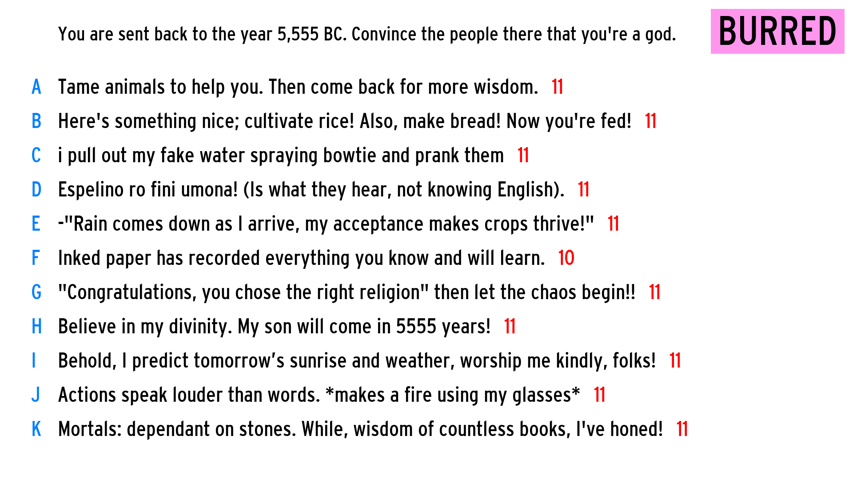 You are sent back to the year 5,555 BC. Convince the people there that you're a god.
BURRED
A Tame animals to help you. Then come back for more wisdom. 11
B Here's something nice; cultivate rice! Also, make bread! Now you're fed! 11
C i pull out my fake water spraying bowtie and prank them 11
D Espelino ro fini umona! (Is what they hear, not knowing English). 11
E -"Rain comes down as I arrive, my acceptance makes crops thrive!" 11
F Inked paper has recorded everything you know and will learn. 10
G "Congratulations, you chose the right religion" then let the chaos begin!! 11
H Believe in my divinity. My son will come in 5555 years! 11
I Behold, I predict tomorrow’s sunrise and weather, worship me kindly, folks! 11
J Actions speak louder than words. *makes a fire using my glasses* 11
K Mortals: dependant on stones. While, wisdom of countless books, I've honed! 11